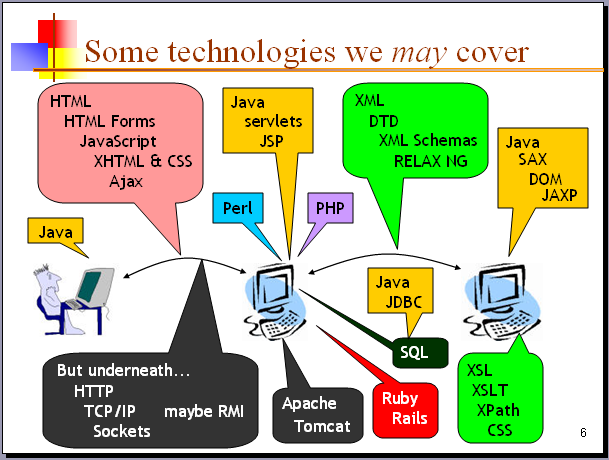 Some technologies we may cover
HTML
HTML Forms
JavaScript
XHTML & CSS
Ajax
Java
servlets
JSP
XML
DTD
XML Schemas
RELAX NG
Java
SAX
DOM
JAXP
Perl
PHP
Java
Java
JDBC
SQL
But underneath...
HTTP
TCP/IP maybe RMI
Sockets
Apache
Tomcat
Ruby
Rails
XSL
XSLT
XPath
CSS
6